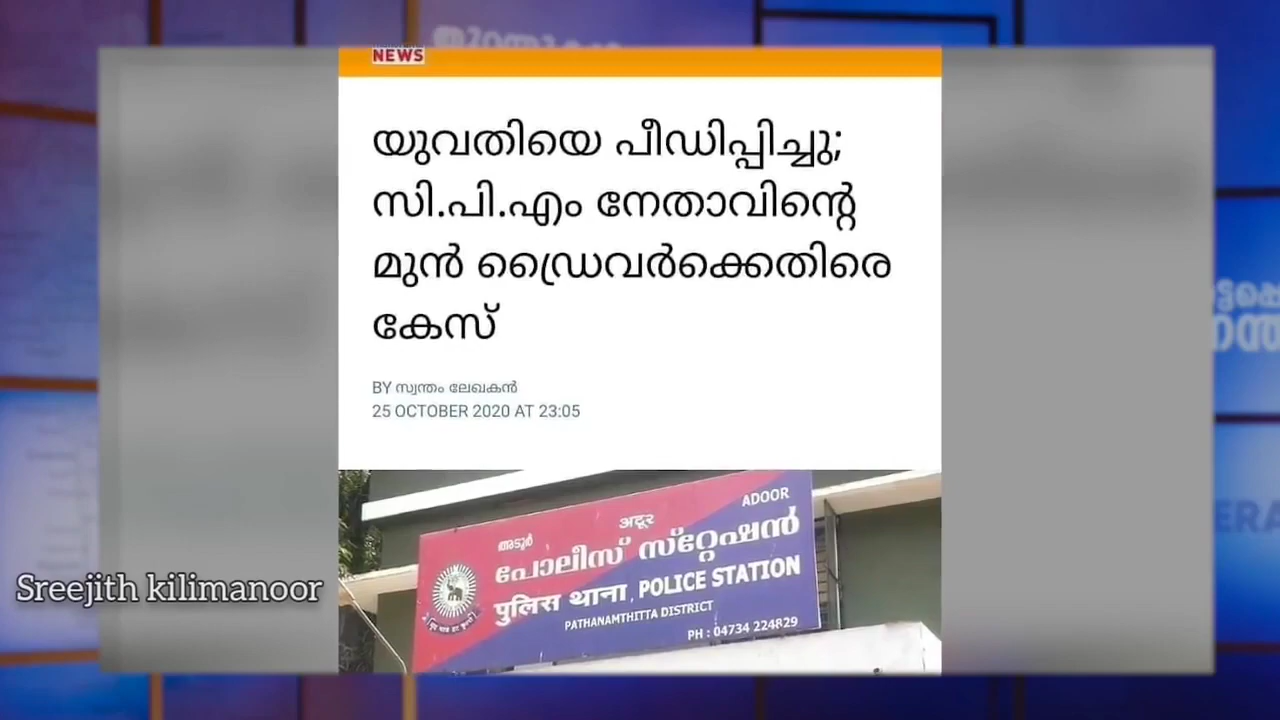 NEWS
യുവതിയെ പീഡിപ്പിച്ചു;
സി.പി.എം നേതാവിന്റെ
മുൻ ഡ്രൈവർക്കെതിരെ
കേസ്
BY സ്വന്തം ലേഖകൻ
25 OCTOBER 2020 AT 23:05
ADOOR
അടൂർ
अदूर
പോലീസ് സ്റ്റേഷൻ
पुलिस थाना, POLICE STATION
PATHANAMTHITTA DISTRICT
PH : 04734 224829
Sreejith kilimanoor